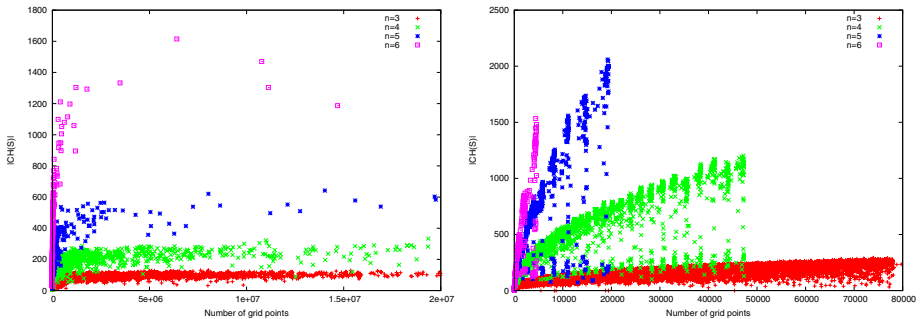 1800
1600
1400
1200
1000
800
600
400
200
0
|CH(S)|
0
5e+06
1e+07
1.5e+07
2e+07
Number of grid points
n=3
n=4
n=5
n=6
2500
2000
1500
1000
500
0
|CH(S)|
0
10000
20000
30000
40000
50000
60000
70000
80000
Number of grid points
n=3
n=4
n=5
n=6